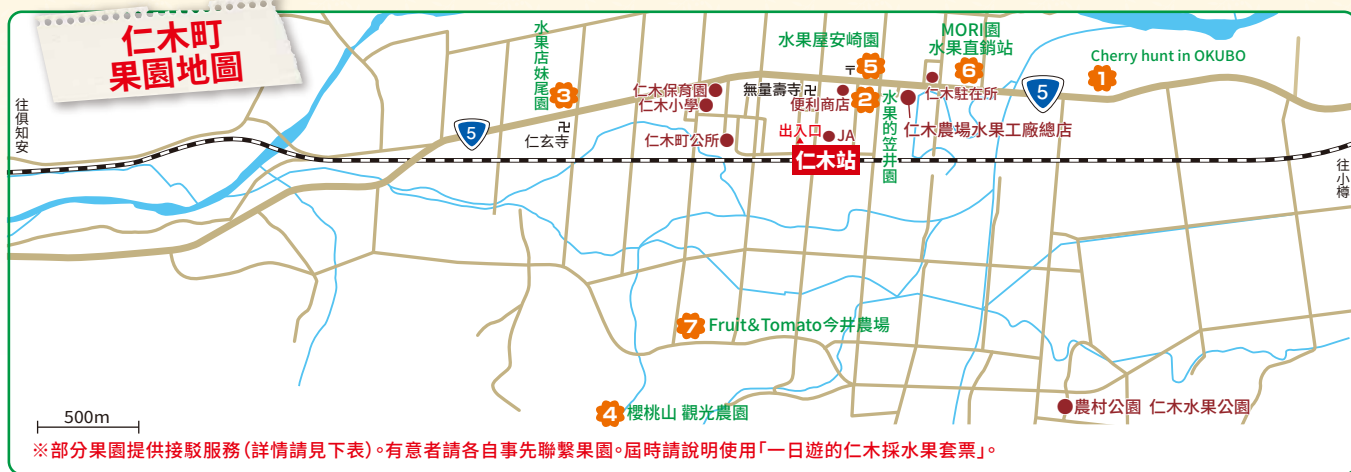 仁木町
果園地圖
水果店妹尾園
水果屋安崎園
MORI園
水果直銷站
Cherry hunt in OKUBO
〒
5
6
1
3
仁木保育園
仁木小學
無量壽寺卍
便利商店
2
水果的笠井園
仁木駐在所
5
往俱知安
5
卍
仁玄寺
仁木町公所
出入口
JA
仁木農場水果工廠總店
仁木站
往小樽
7
Fruit&Tomato今井農場
4
櫻桃山 觀光農園
農村公園 仁木水果公園
500m
※部分果園提供接駁服務(詳情請見下表)。有意者請各自事先聯繫果園。屆時請說明使用「一日遊的仁木採水果套票」。